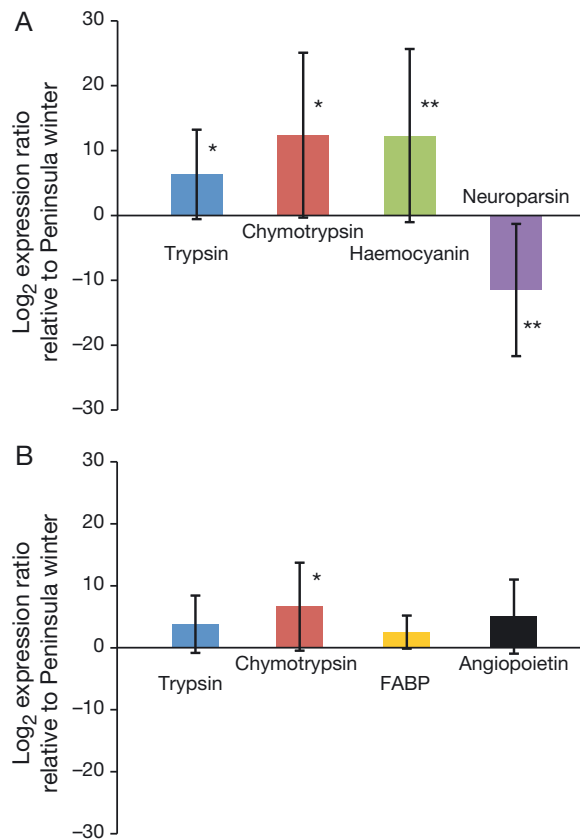 A
Log2 expression ratio
relative to Peninsula winter
30
20
10
0
−10
−20
−30
*
*
**
**
Trypsin
Chymotrypsin
Haemocyanin
Neuroparsin
B
Log2 expression ratio
relative to Peninsula winter
30
20
10
0
−10
−20
−30
*
Trypsin
Chymotrypsin
FABP
Angiopoietin